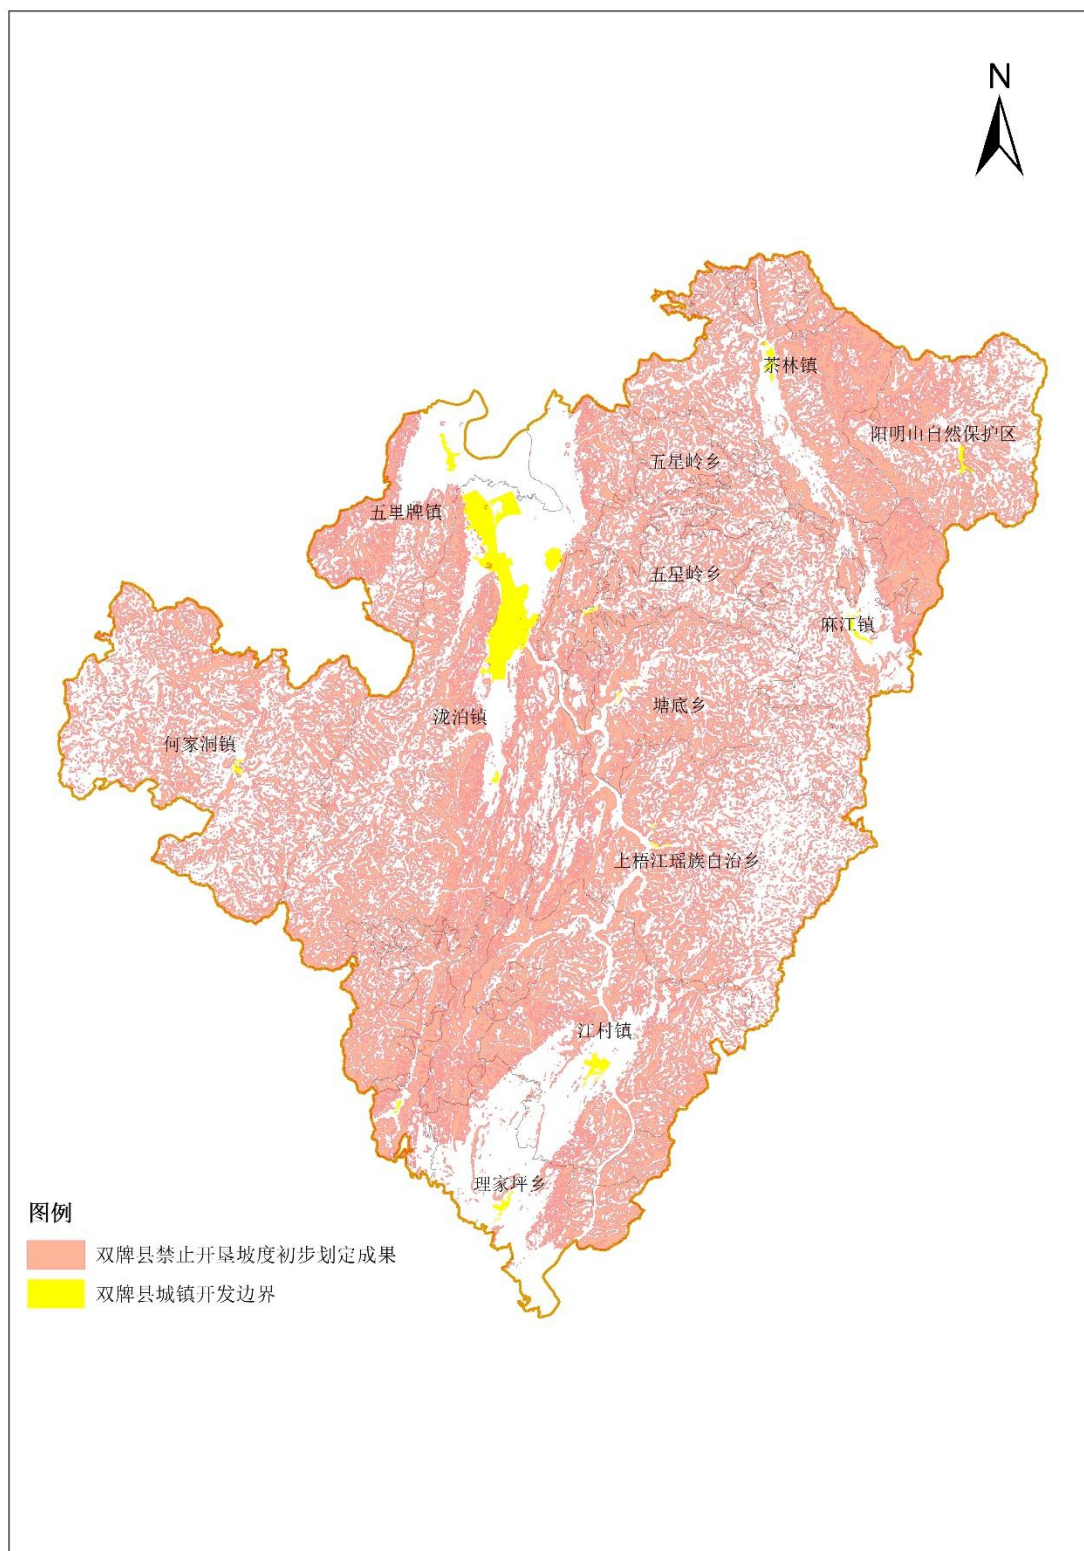 N
茶林镇
阳明山自然保护区
五星岭乡
五里牌镇
五星岭乡
麻江镇
塘底乡
泷泊镇
何家洞镇
上梧江瑶族自治乡
江村镇
理家坪乡
图例
双牌县禁止开垦坡度初步划定成果
双牌县城镇开发边界